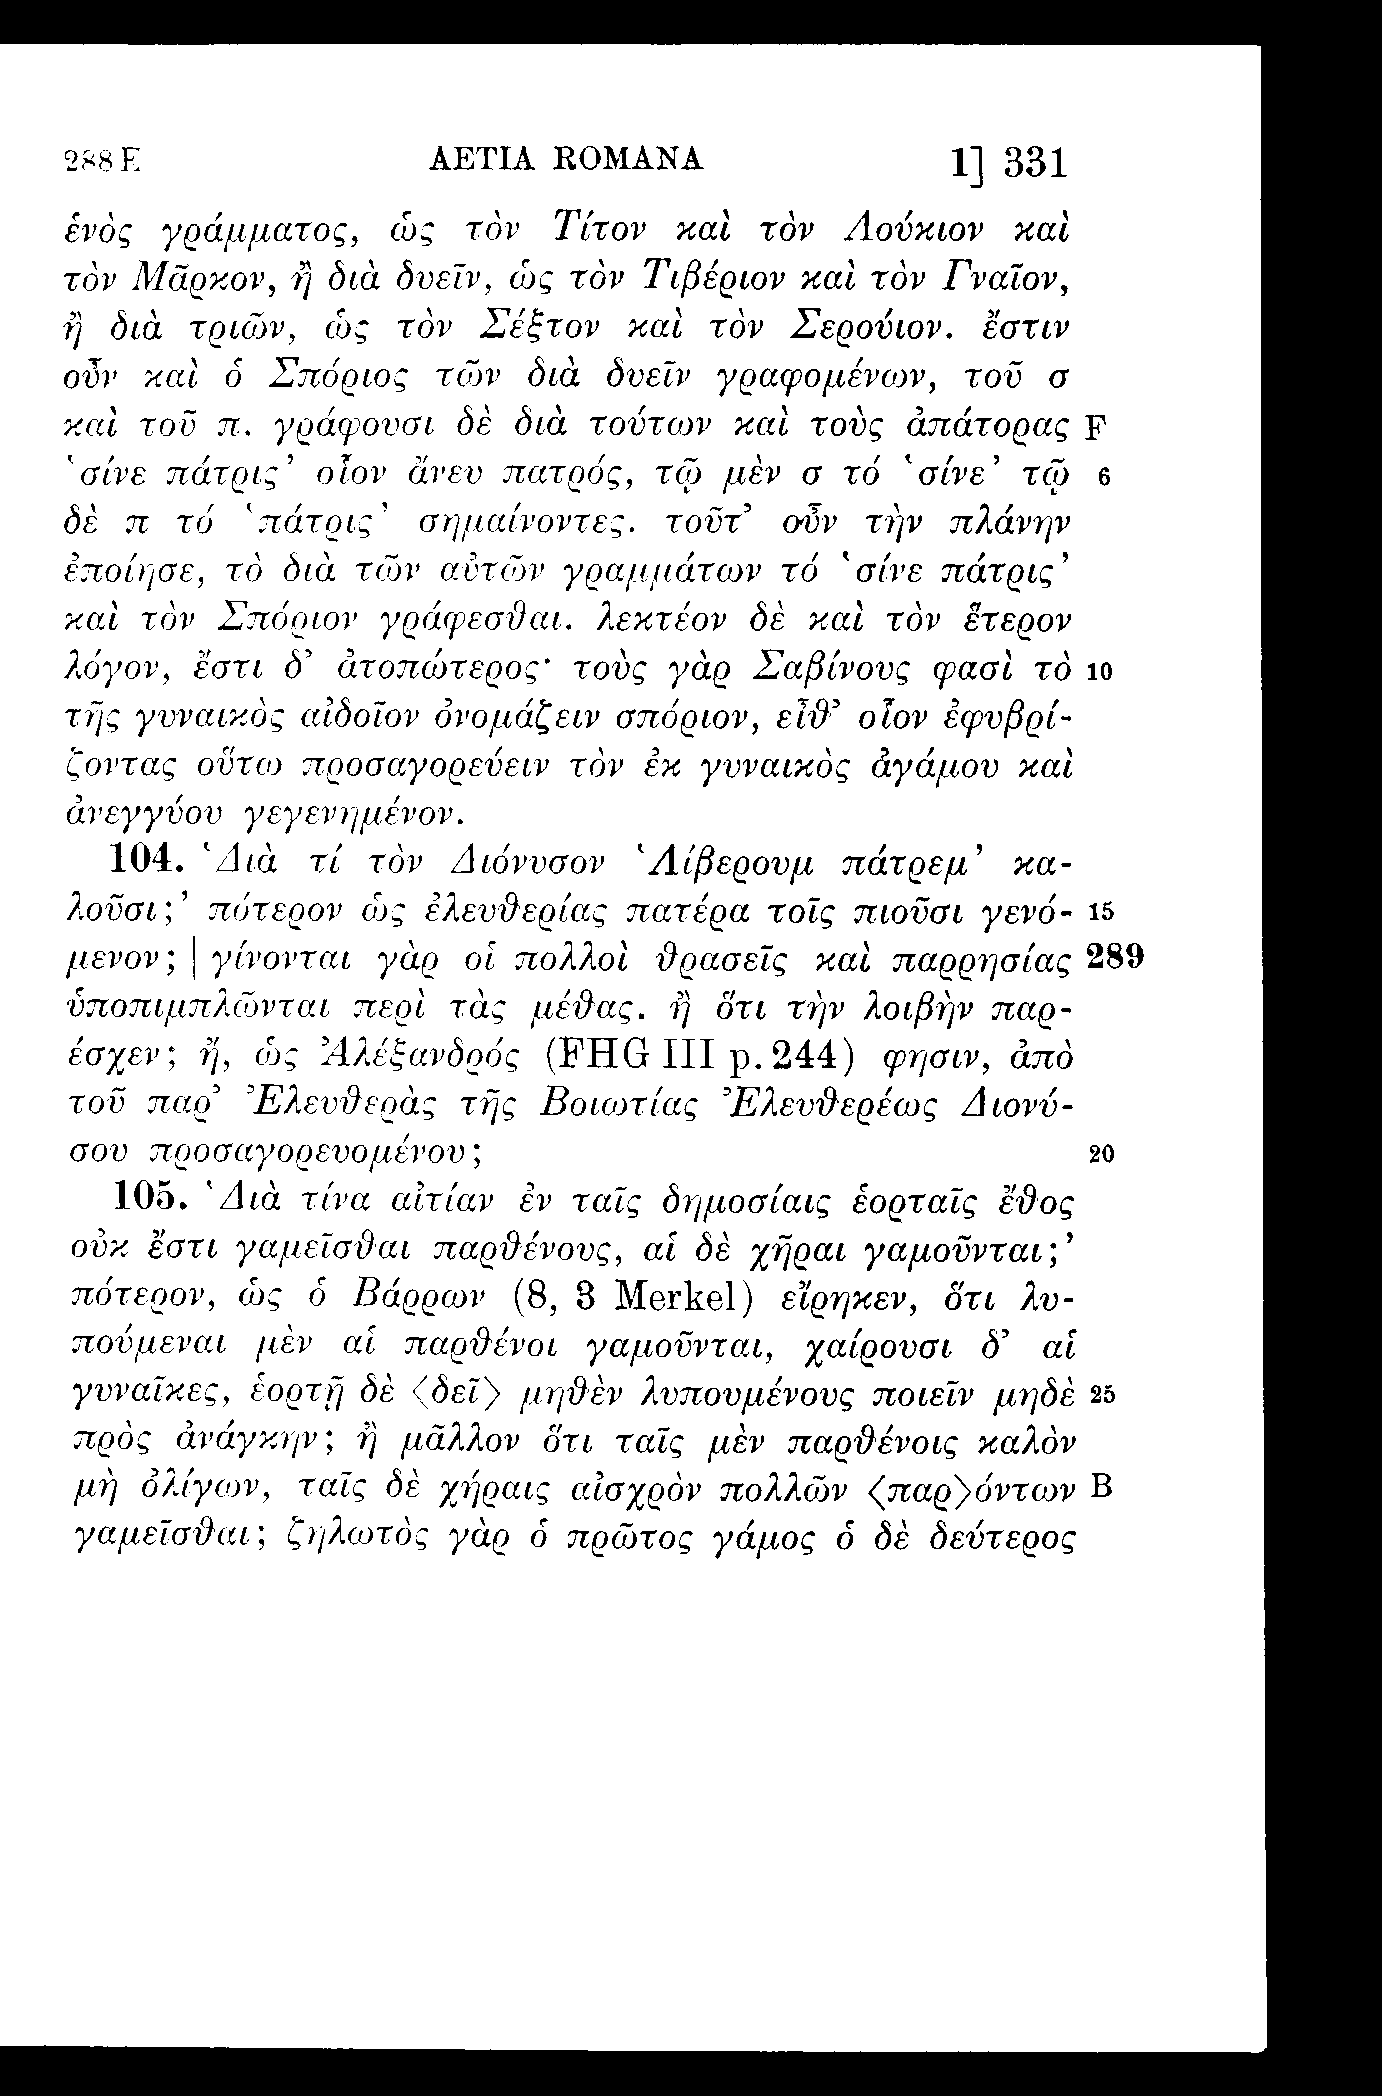 288 E AETIA ROMANA 1] 331
ἑνὸς γράμματος, ὡς τὸν Τίτον καὶ τὸν Λούκιον καὶ
τὸν Μᾶρκον, ἢ διὰ δυεῖν, ὡς τὸν Τιβέριον καὶ τὸν Γναῖον,
ἢ διὰ τριῶν, ὡς τὸν Σέξτον καὶ τὸν Σερούιον. ἔστιν
οὖν καὶ ὁ Σπόριος τῶν διὰ δυεῖν γραφομένων, τοῦ σ
καὶ τοῦ π. γράφουσι δὲ διὰ τούτων καὶ τοὺς ἀπάτορας F
‘σίνε πάτρις’ οἷον ἄνευ πατρός, τῷ μὲν σ τό ‘σίνε’ τῷ 6
δὲ π τό ‘πάτρις’ σημαίνοντες. τοῦτ’ οὖν τὴν πλάνην
ἐποίησε, τὸ διὰ τῶν αὐτῶν γραμμάτων τό ‘σίνε πάτρις’
καὶ τὸν Σπόριον γράφεσθαι. λεκτέον δὲ καὶ τὸν ἕτερον
λόγον, ἔστι δ’ ἀτοπώτερος· τοὺς γὰρ Σαβίνους φασὶ τὸ 10
τῆς γυναικὸς αἰδοῖον ὀνομάζειν σπόριον, εἶθ’ οἷον ἐφυβρί-
ζοντας οὕτω προσαγορεύειν τὸν ἐκ γυναικὸς ἀγάμου καὶ
ἀνεγγύου γεγενημένον.
104. ‘Διὰ τί τὸν Διόνυσον ‘Λίβερουμ πάτρεμ’ κα-
λοῦσι;’ πότερον ὡς ἐλευθερίας πατέρα τοῖς πιοῦσι γενό- 15
μενον; | γίνονται γὰρ οἱ πολλοὶ θρασεῖς καὶ παρρησίας 289
ὑποπιμπλῶνται περὶ τὰς μέθας. ἢ ὅτι τὴν λοιβὴν παρ-
έσχεν; ἤ, ὡς Ἀλέξανδρός (FHG III p. 244) φησιν, ἀπὸ
τοῦ παρ’ Ἐλευθερὰς τῆς Βοιωτίας Ἐλευθερέως Διονύ-
σου προσαγορευομένου; 20
105. ‘Διὰ τίνα αἰτίαν ἐν ταῖς δημοσίαις ἑορταῖς ἔθος
οὐκ ἔστι γαμεῖσθαι παρθένους, αἱ δὲ χῆραι γαμοῦνται;’
πότερον, ὡς ὁ Βάρρων (8, 3 Merkel) εἴρηκεν, ὅτι λυ-
πούμεναι μὲν αἱ παρθένοι γαμοῦνται, χαίρουσι δ’ αἱ
γυναῖκες, ἑορτῇ δὲ ⟨δεῖ⟩ μηθὲν λυπουμένους ποιεῖν μηδὲ 25
πρὸς ἀνάγκην; ἢ μᾶλλον ὅτι ταῖς μὲν παρθένοις καλὸν
μὴ ὀλίγων, ταῖς δὲ χήραις αἰσχρὸν πολλῶν ⟨παρ⟩όντων B
γαμεῖσθαι; ζηλωτὸς γὰρ ὁ πρῶτος γάμος ὁ δὲ δεύτερος